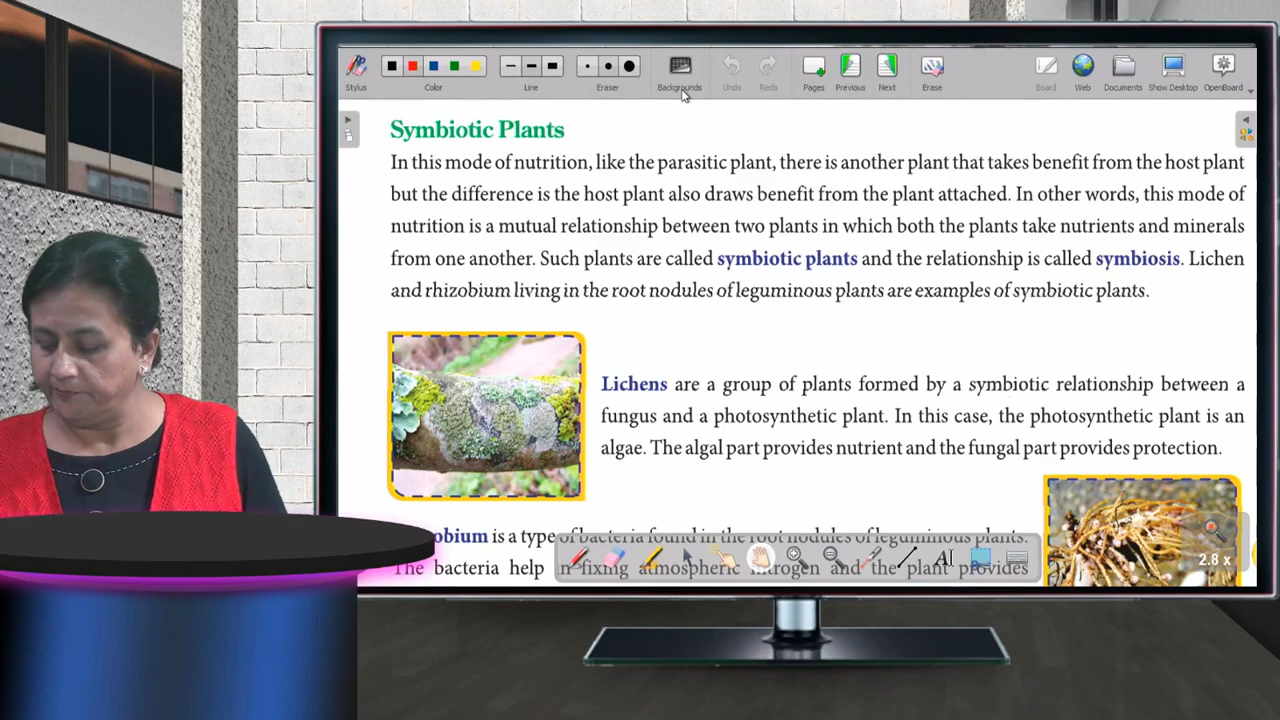 Stylus Color Line Eraser Backgrounds Undo Redo Pages Previous Next Erase Board Web Documents Show Desktop OpenBoard
Symbiotic Plants
In this mode of nutrition, like the parasitic plant, there is another plant that takes benefit from the host plant
but the difference is the host plant also draws benefit from the plant attached. In other words, this mode of
nutrition is a mutual relationship between two plants in which both the plants take nutrients and minerals
from one another. Such plants are called symbiotic plants and the relationship is called symbiosis. Lichen
and rhizobium living in the root nodules of leguminous plants are examples of symbiotic plants.
Lichens are a group of plants formed by a symbiotic relationship between a
fungus and a photosynthetic plant. In this case, the photosynthetic plant is an
algae. The algal part provides nutrient and the fungal part provides protection.
obium is a type of bacteria found in the root nodules of leguminous plants.
The bacteria help in fixing atmospheric nitrogen and the plant provides
AI
2.8 x